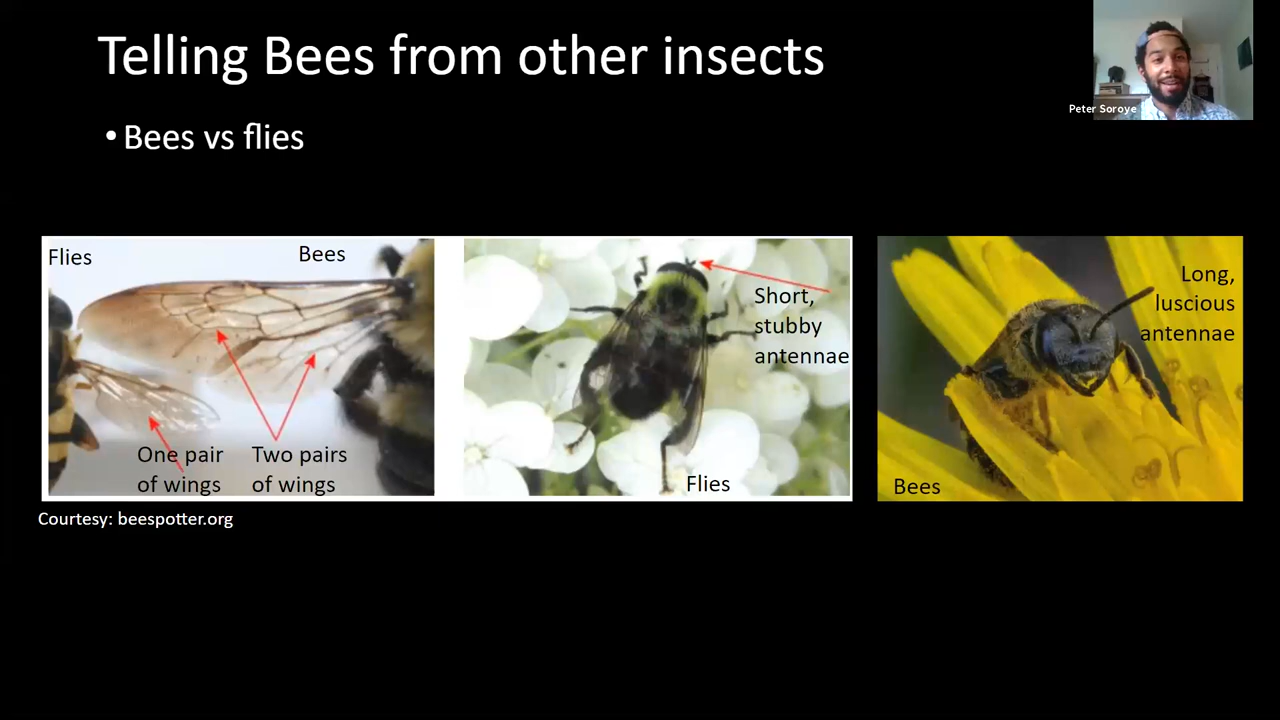 Telling Bees from other insects
Peter Soroye
•Bees vs flies
Flies
Bees
One pair
of wings
Two pairs
of wings
Short,
stubby
antennae
Flies
Long,
luscious
antennae
Bees
Courtesy: beespotter.org